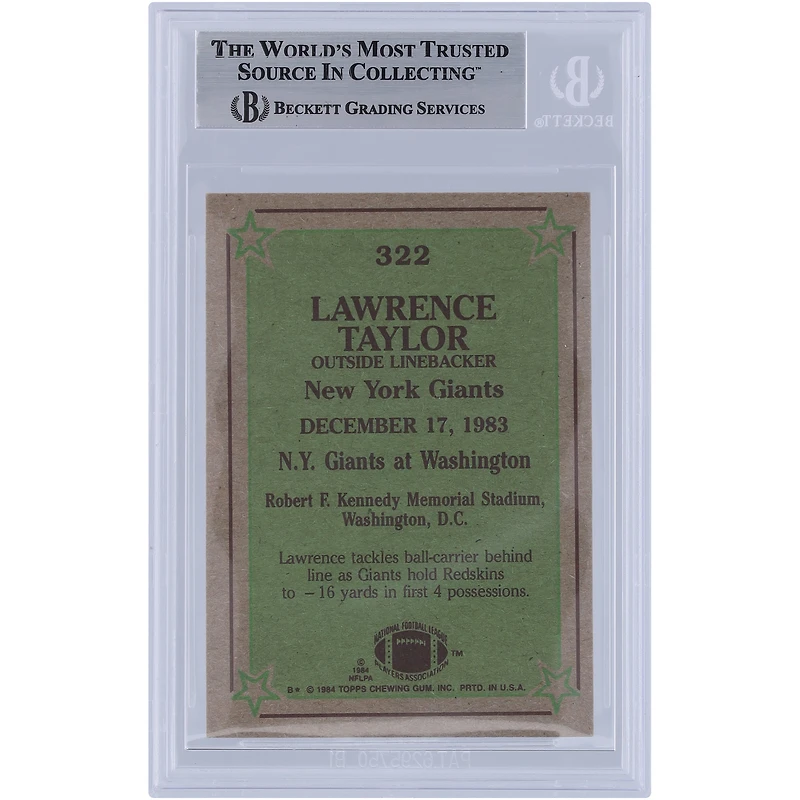 THE WORLD'S MOST TRUSTED
SOURCE IN COLLECTING™
B BECKETT GRADING SERVICES
B
BECKETT®
322
LAWRENCE
TAYLOR
OUTSIDE LINEBACKER
New York Giants
DECEMBER 17, 1983
N.Y. Giants at Washington
Robert F. Kennedy Memorial Stadium,
Washington, D.C.
Lawrence tackles ball-carrier behind
line as Giants hold Redskins
to –16 yards in first 4 possessions.
NATIONAL FOOTBALL LEAGUE
PLAYERS ASSOCIATION
™
©
1984
NFLPA
B* © 1984 TOPPS CHEWING GUM, INC. PRTD. IN U.S.A.